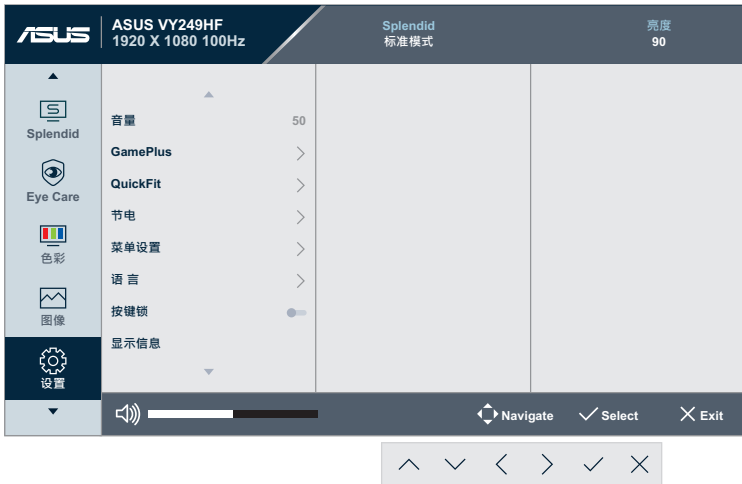 ASUS
ASUS VY249HF
1920 X 1080 100Hz
Splendid
标准模式
亮度
90
Splendid
Eye Care
色彩
图像
设置
音量 50
GamePlus
QuickFit
节电
菜单设置
语 言
按键锁
显示信息
Navigate
Select
Exit